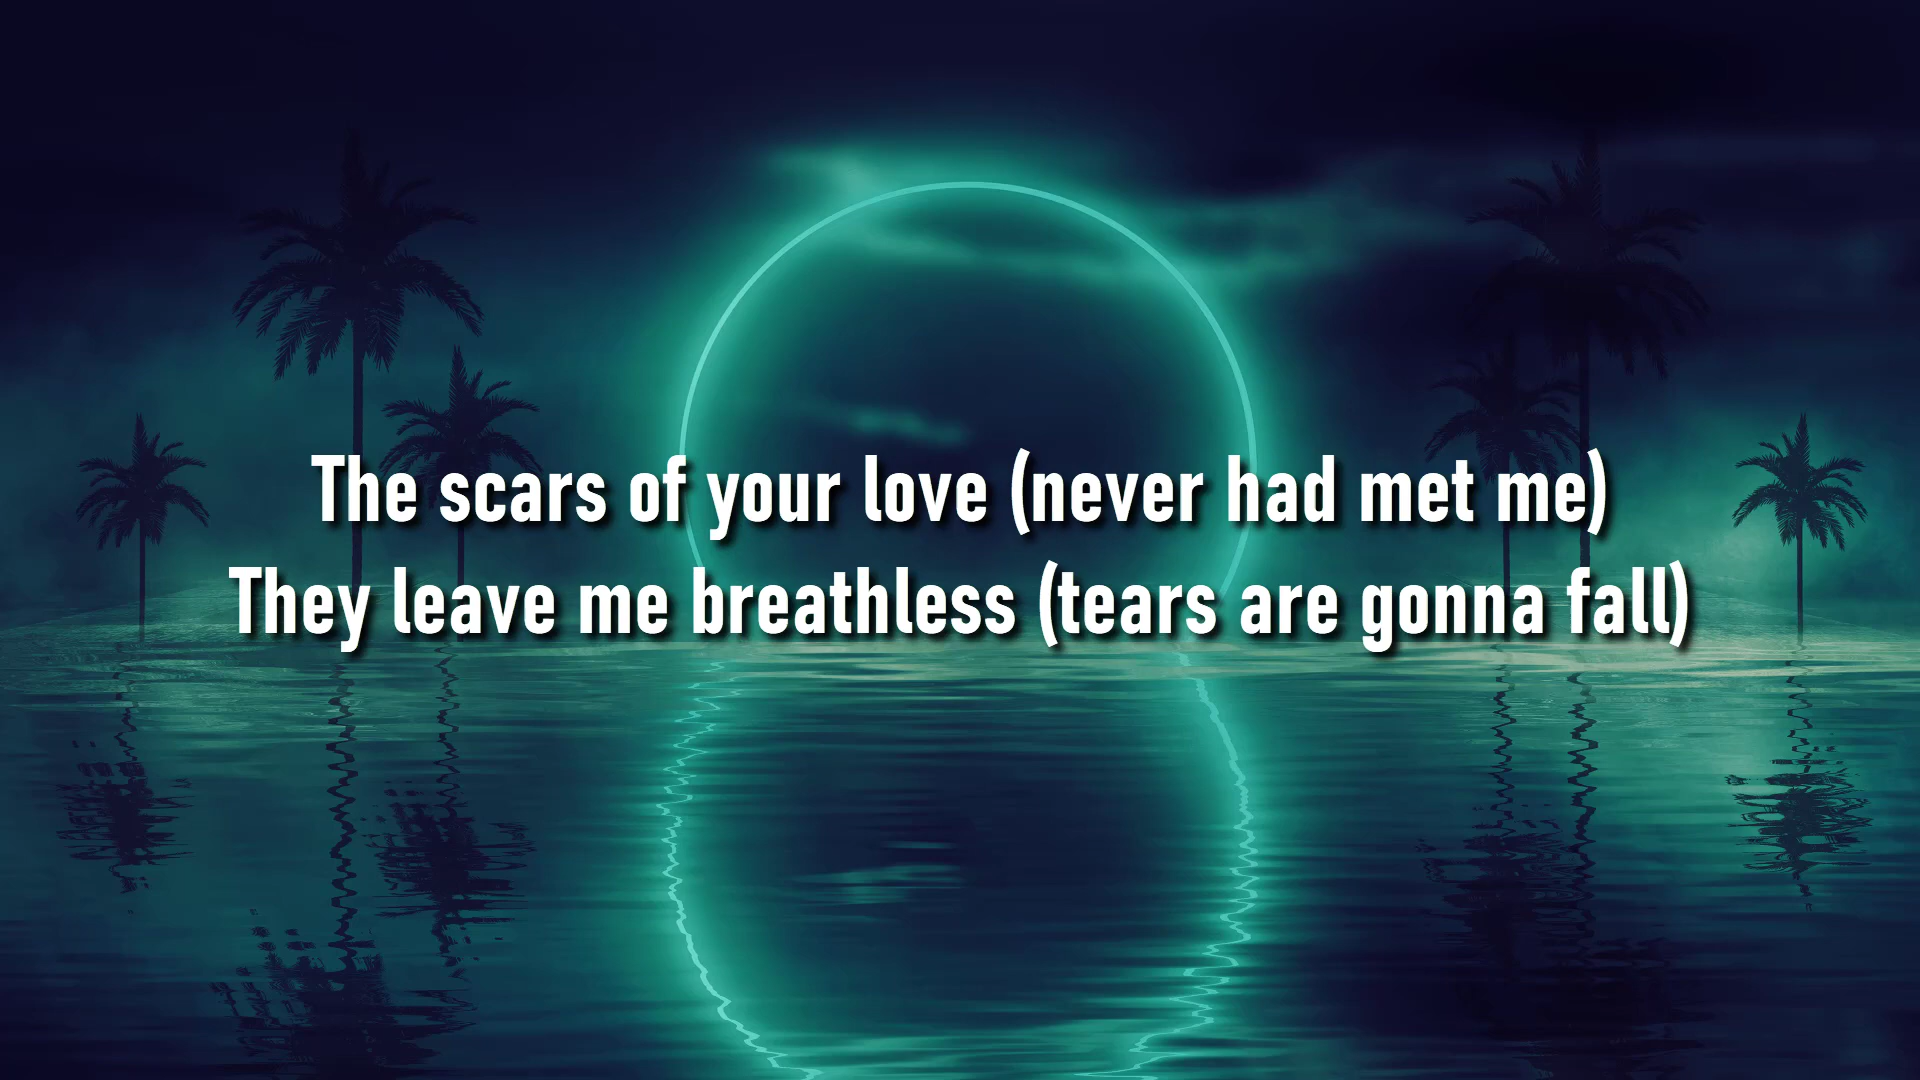 The scars of your love (never had met me)
They leave me breathless (tears are gonna fall)